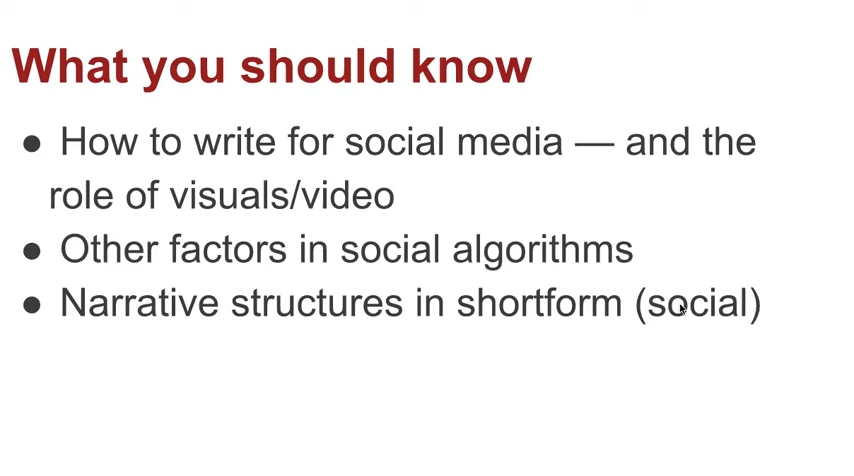 What you should know
● How to write for social media — and the
role of visuals/video
● Other factors in social algorithms
● Narrative structures in shortform (social)